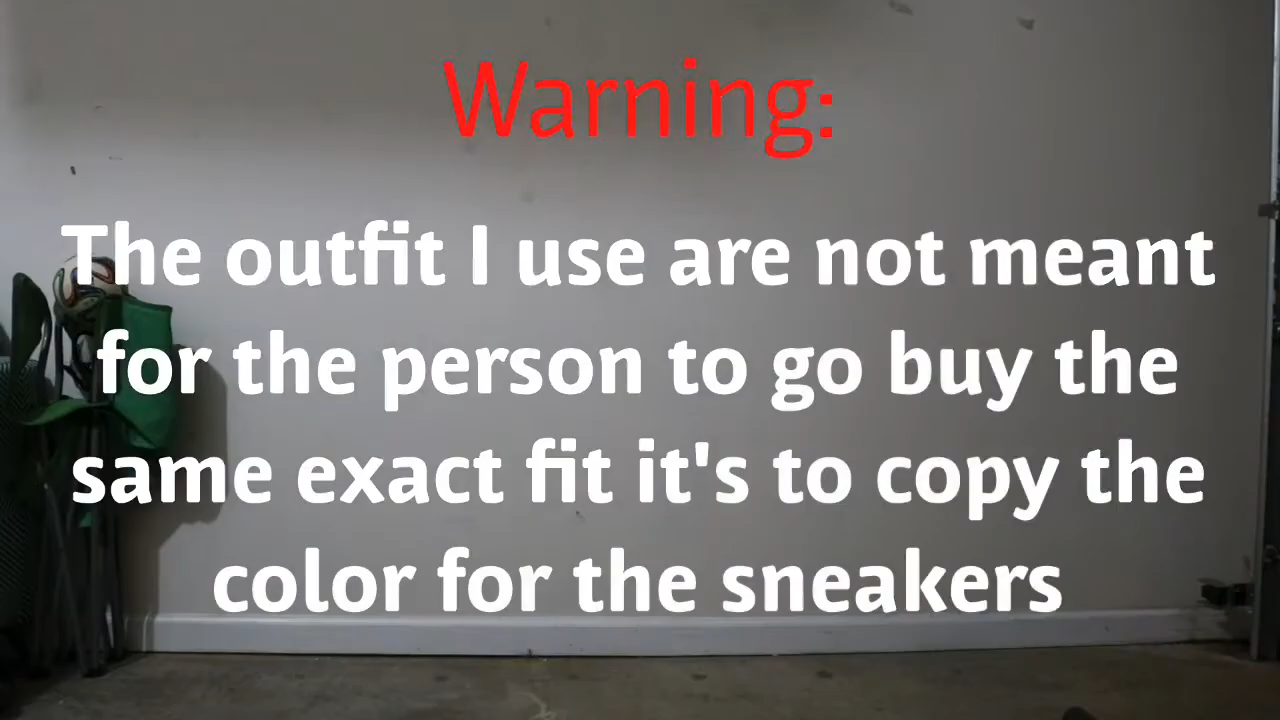 Warning:
The outfit I use are not meant
for the person to go buy the
same exact fit it's to copy the
color for the sneakers